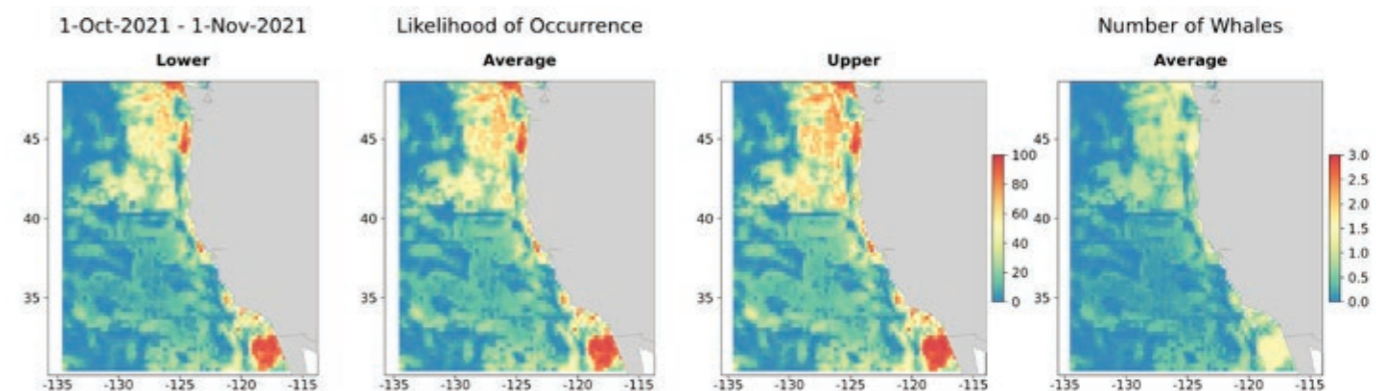 1-Oct-2021 - 1-Nov-2021 Likelihood of Occurrence Number of Whales
Lower Average Upper Average
45 45 45 45
40 40 40 40
35 35 35 35
100
80
60
40
20
0
3.0
2.5
2.0
1.5
1.0
0.5
0.0
-135 -130 -125 -120 -115 -135 -130 -125 -120 -115 -135 -130 -125 -120 -115 -135 -130 -125 -120 -115